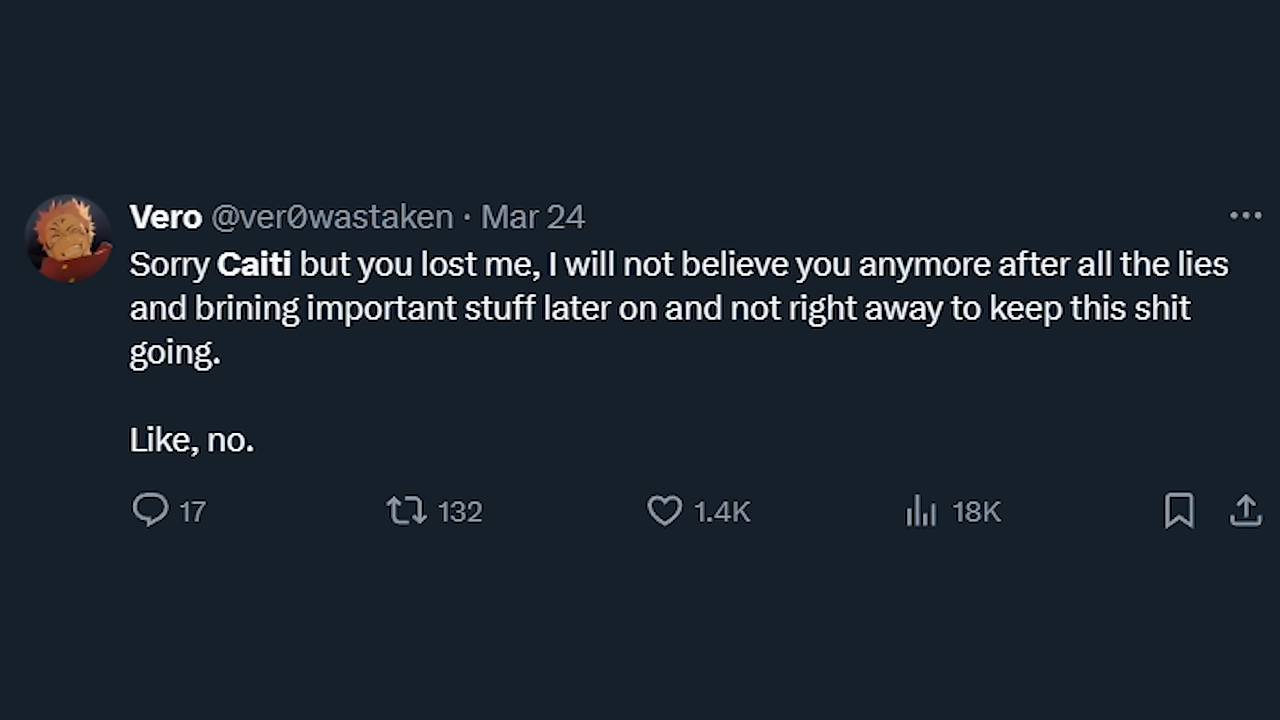 Vero @ver0wastaken · Mar 24
Sorry Caiti but you lost me, I will not believe you anymore after all the lies
and brining important stuff later on and not right away to keep this shit
going.
Like, no.
17 132 1.4K 18K